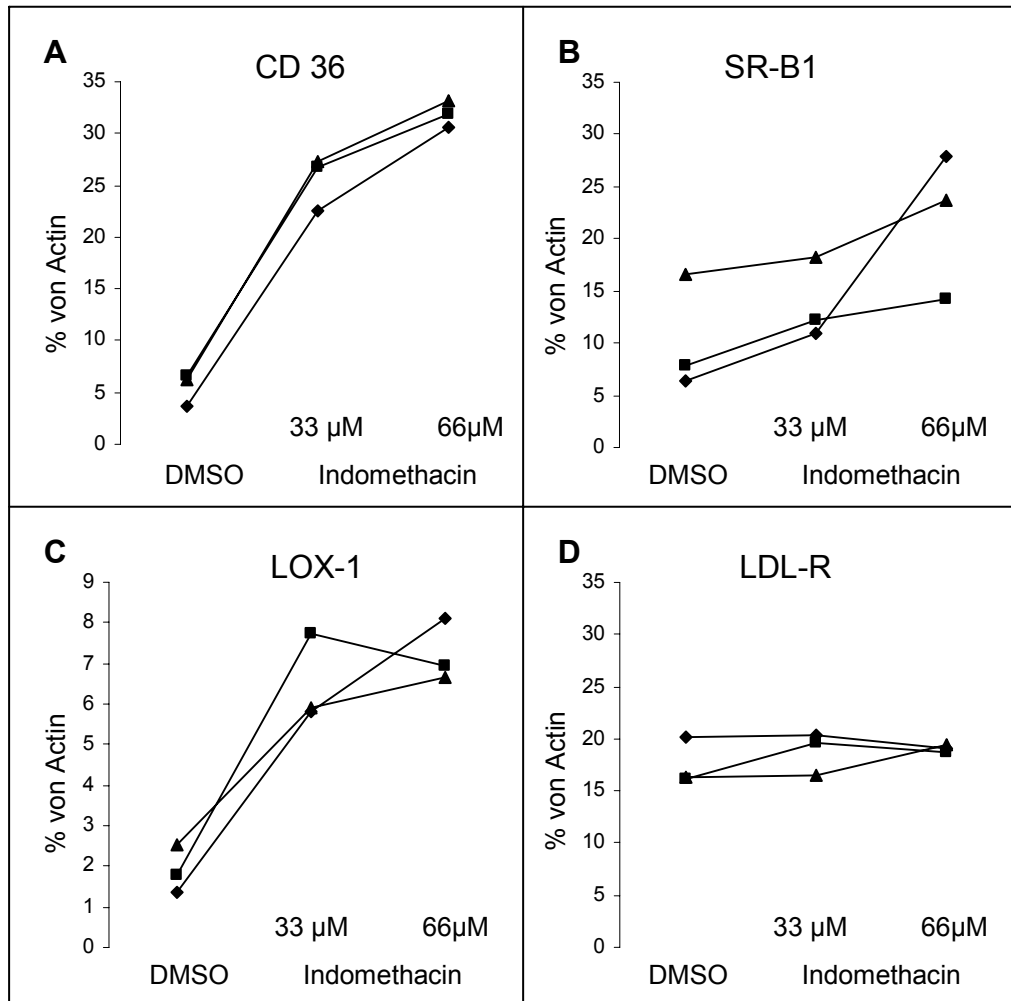 A
CD 36
% von Actin
35
30
25
20
15
10
5
0
33 µM 66µM
DMSO Indomethacin
B
SR-B1
% von Actin
35
30
25
20
15
10
5
0
33 µM 66µM
DMSO Indomethacin
C
LOX-1
% von Actin
9
8
7
6
5
4
3
2
1
0
33 µM 66µM
DMSO Indomethacin
D
LDL-R
% von Actin
35
30
25
20
15
10
5
0
33 µM 66µM
DMSO Indomethacin